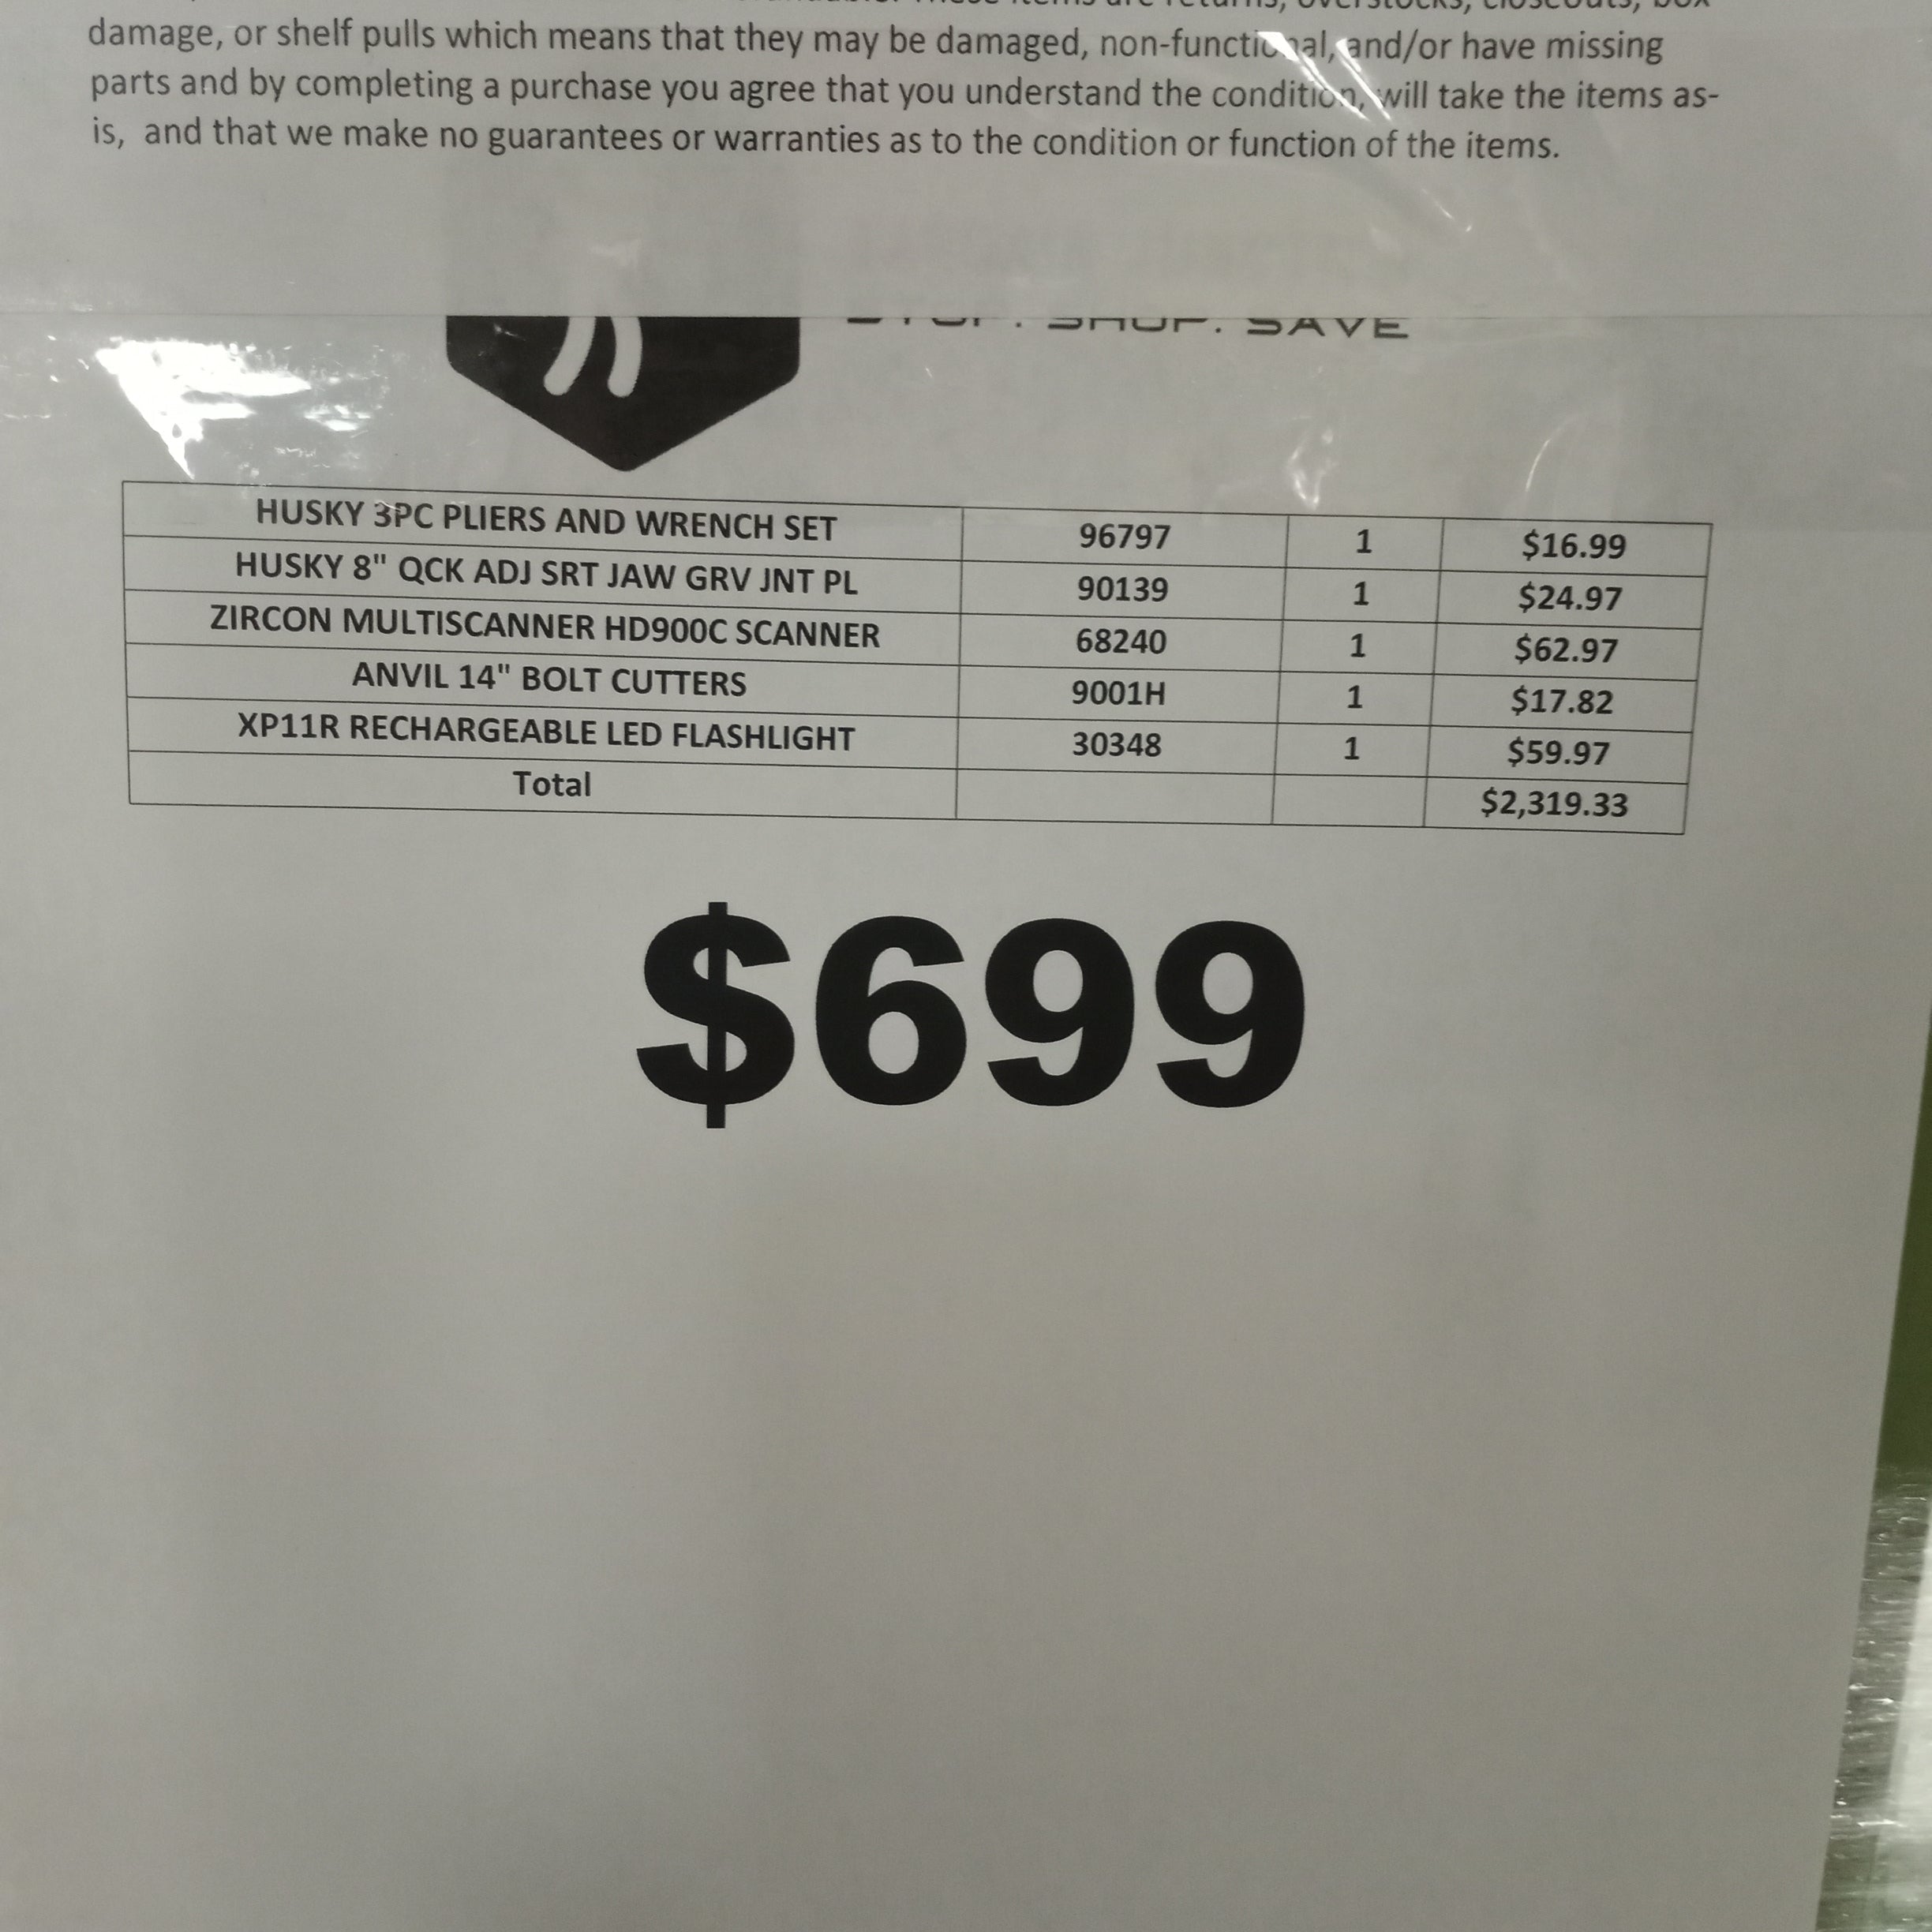 damage, or shelf pulls which means that they may be damaged, non-functional, and/or have missing
parts and by completing a purchase you agree that you understand the condition, will take the items as-
is, and that we make no guarantees or warranties as to the condition or function of the items.
STOP. SHOP. SAVE
HUSKY 3PC PLIERS AND WRENCH SET 96797 1 $16.99
HUSKY 8" QCK ADJ SRT JAW GRV JNT PL 90139 1 $24.97
ZIRCON MULTISCANNER HD900C SCANNER 68240 1 $62.97
ANVIL 14" BOLT CUTTERS 9001H 1 $17.82
XP11R RECHARGEABLE LED FLASHLIGHT 30348 1 $59.97
Total $2,319.33
$699